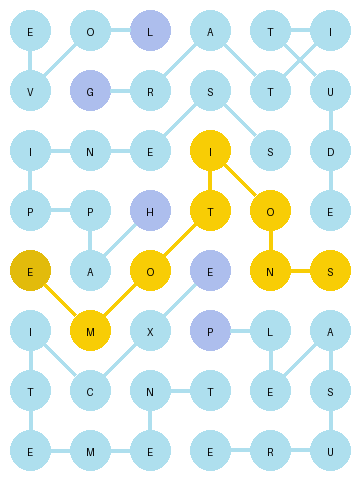 E O L A T I
V G R S T U
I N E I S D
P P H T O E
E A O E N S
I M X P L A
T C N T E S
E M E E R U